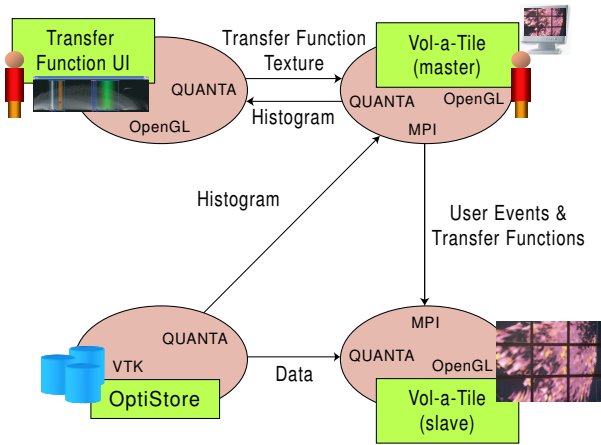 Transfer
Function UI
QUANTA
OpenGL
Transfer Function
Texture
Histogram
Vol-a-Tile
(master)
QUANTA
OpenGL
MPI
Histogram
User Events &
Transfer Functions
QUANTA
VTK
OptiStore
Data
MPI
QUANTA
OpenGL
Vol-a-Tile
(slave)